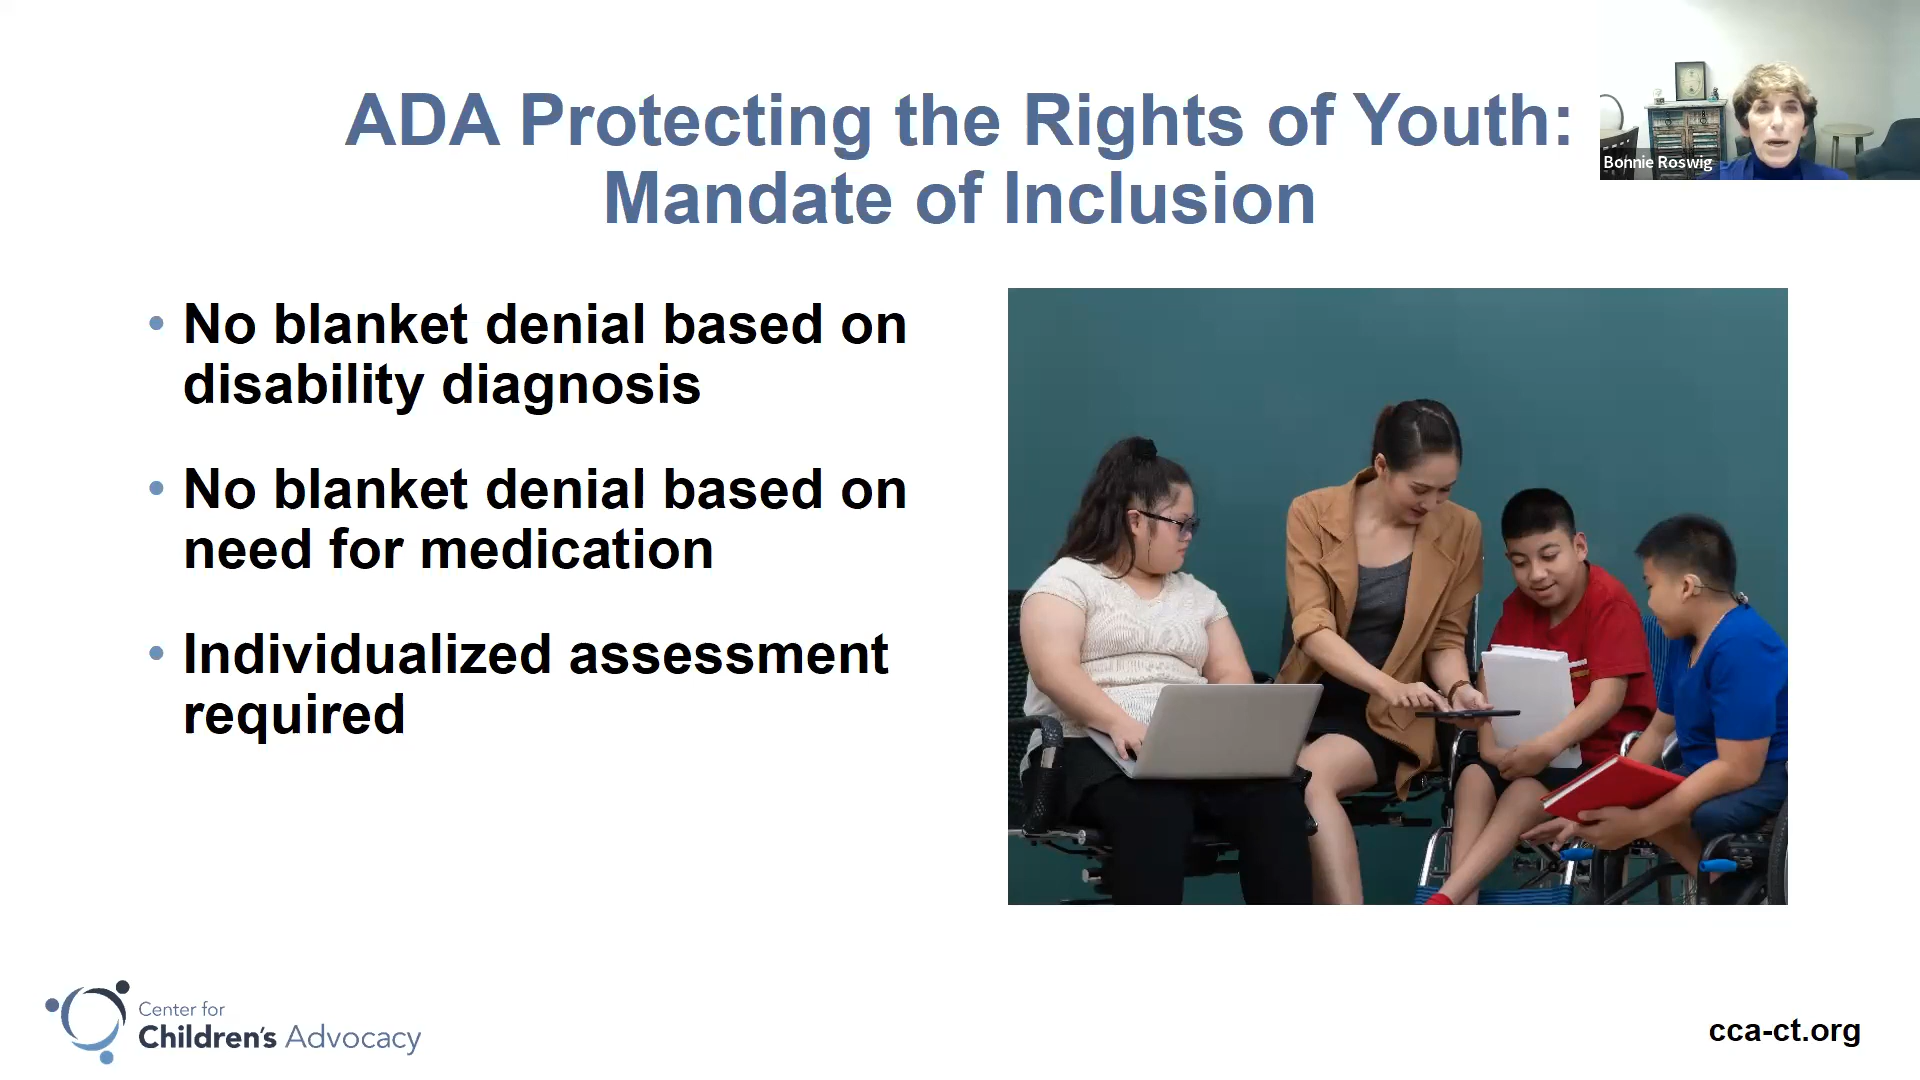 ADA Protecting the Rights of Youth:
Mandate of Inclusion
Bonnie Roswig
• No blanket denial based on
disability diagnosis
• No blanket denial based on
need for medication
• Individualized assessment
required
Center for
Children's Advocacy
cca-ct.org